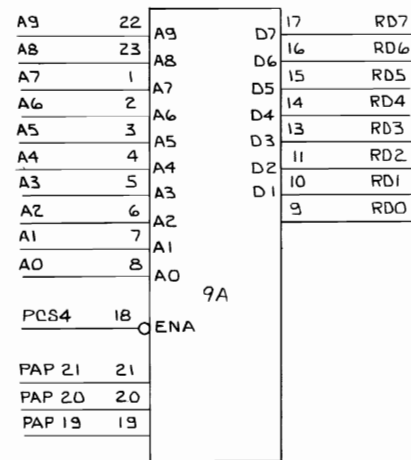 A9 22 A9 D7 17 RD7
A8 23 A8 D6 16 RD6
A7 1 A7 D5 15 RD5
A6 2 A6 D4 14 RD4
A5 3 A5 D3 13 RD3
A4 4 A4 D2 11 RD2
A3 5 A3 D1 10 RD1
A2 6 A2 9 RD0
A1 7 A1
A0 8 A0
9A
PCS4 18 ENA
PAP 21 21
PAP 20 20
PAP 19 19